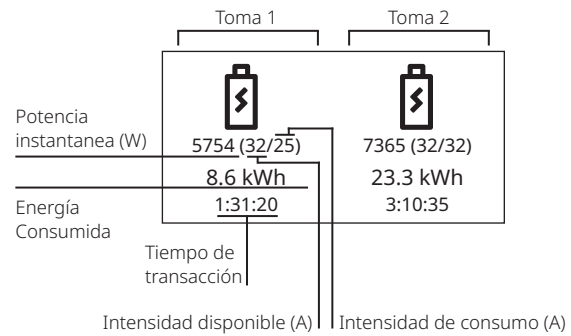 Toma 1
Toma 2
Potencia
instantanea (W)
5754 (32/25)
7365 (32/32)
8.6 kWh
23.3 kWh
Energía
Consumida
1:31:20
3:10:35
Tiempo de
transacción
Intensidad disponible (A)
Intensidad de consumo (A)